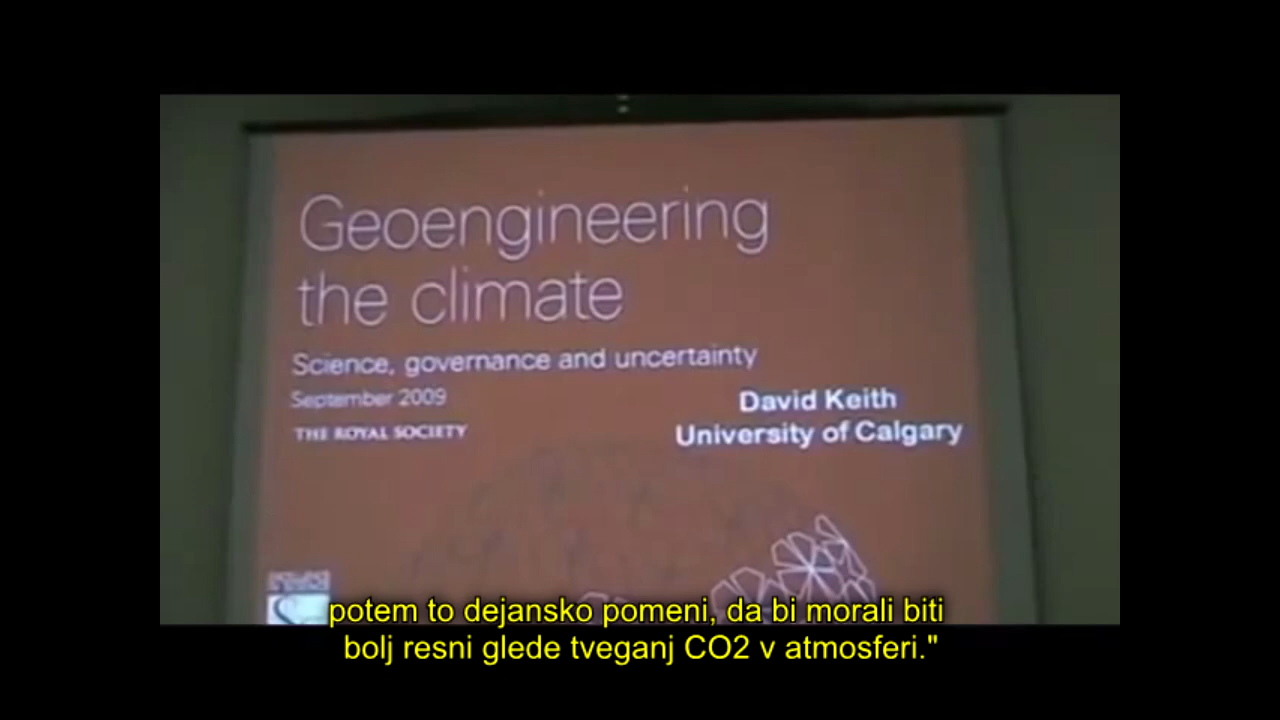 Geoengineering
the climate
Science, governance and uncertainty
September 2009
THE ROYAL SOCIETY
David Keith
University of Calgary
potem to dejansko pomeni, da bi morali biti
bolj resni glede tveganj CO2 v atmosferi."